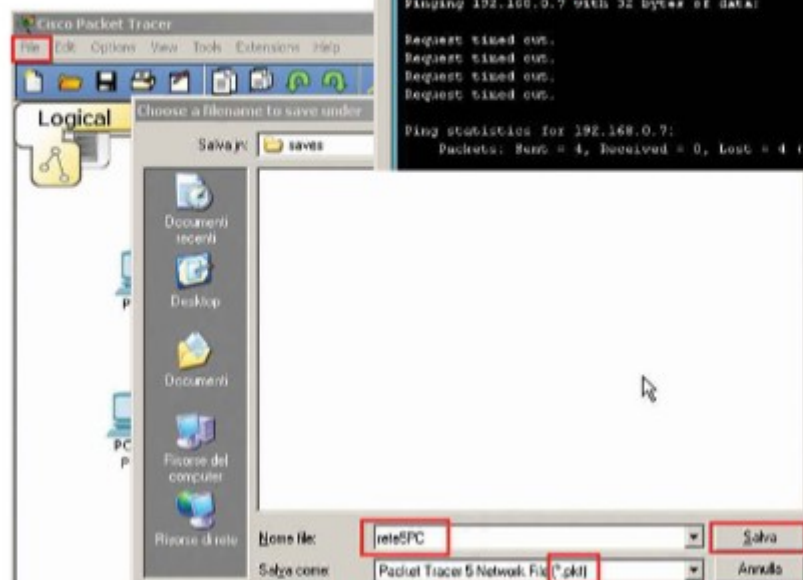 Cisco Packet Tracer
File Edit Options View Tools Extensions Help
Pinging 192.168.0.7 with 32 bytes of data:
Request timed out.
Request timed out.
Request timed out.
Request timed out.
Ping statistics for 192.168.0.7:
Packets: Sent = 4, Received = 0, Lost = 4 (
Logical
Choose a filename to save under
Salva in:
saves
Documenti recenti
Desktop
Documenti
Risorse del computer
Risorse di rete
P
PC
P
Nome file:
rete5PC
Salva
Salva come:
Packet Tracer 5 Network File (*.pkt)
Annulla